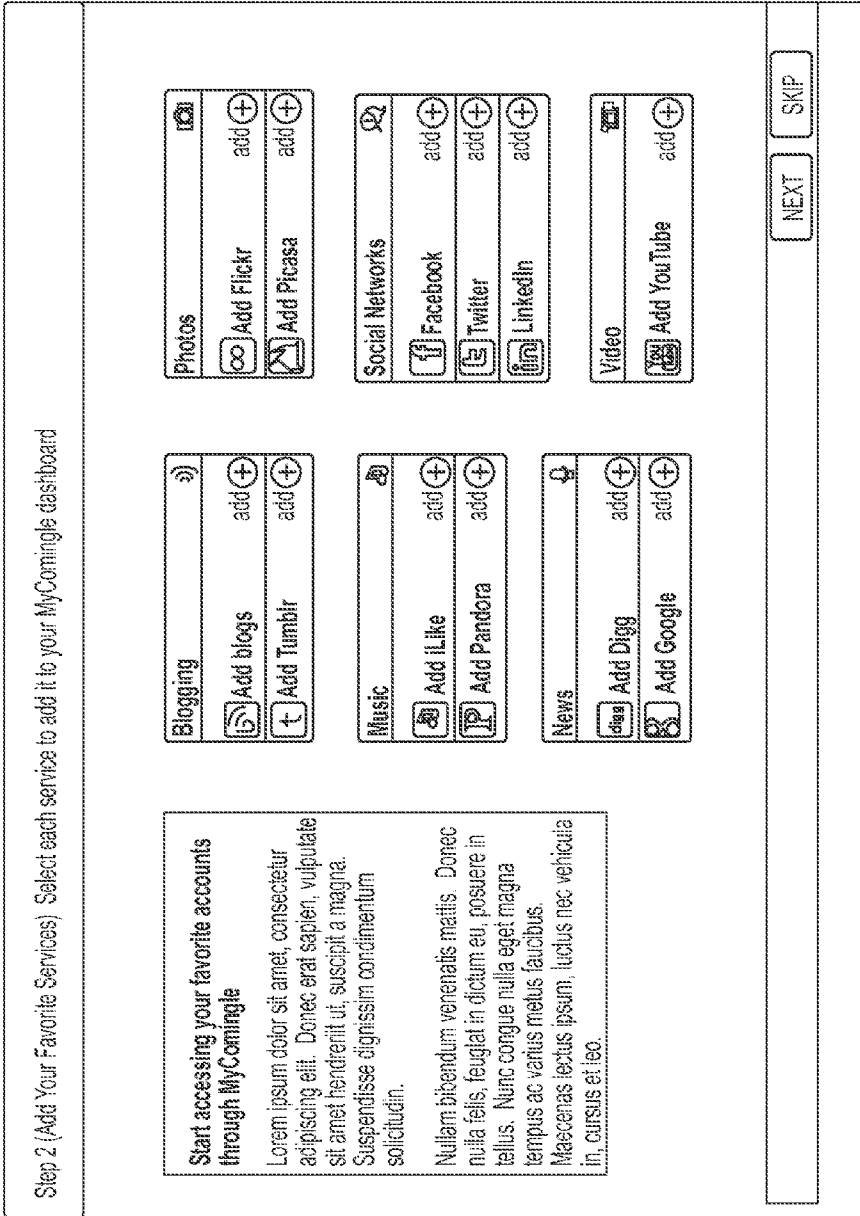 Step 2 (Add Your Favorite Services) Select each service to add it to your MyComingle dashboard
Start accessing your favorite accounts
through MyComingle
Lorem ipsum dolor sit amet, consectetur
adipiscing elit. Donec erat sapien, vulputate
sit amet hendrerit ut, suscipit a magna.
Suspendisse dignissim condimentum
solicitudin.
Nullam bibendum venenatis mattis. Donec
nulla felis, feugiat in dictum eu, posuere in
tellus. Nunc congue nulla eget magna
tempus ac varius metus faucibus.
Maecenas lectus ipsum, luctus nec vehicula
in, cursus et leo.
Blogging
Add blogs add
t Add Tumblr add
Music
Add iLike add
P Add Pandora add
News
digg Add Digg add
Add Google add
Photos
Add Flickr add
Add Picasa add
Social Networks
f Facebook add
t Twitter add
in LinkedIn add
Video
You Tube Add YouTube add
NEXT SKIP